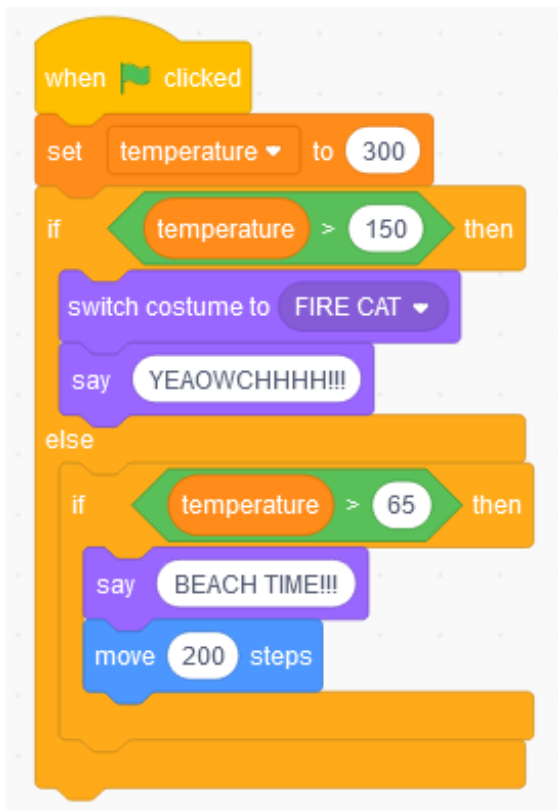 when clicked
set temperature to 300
if temperature > 150 then
switch costume to FIRE CAT
say YEAOWCHHHH!!!
else
if temperature > 65 then
say BEACH TIME!!!
move 200 steps